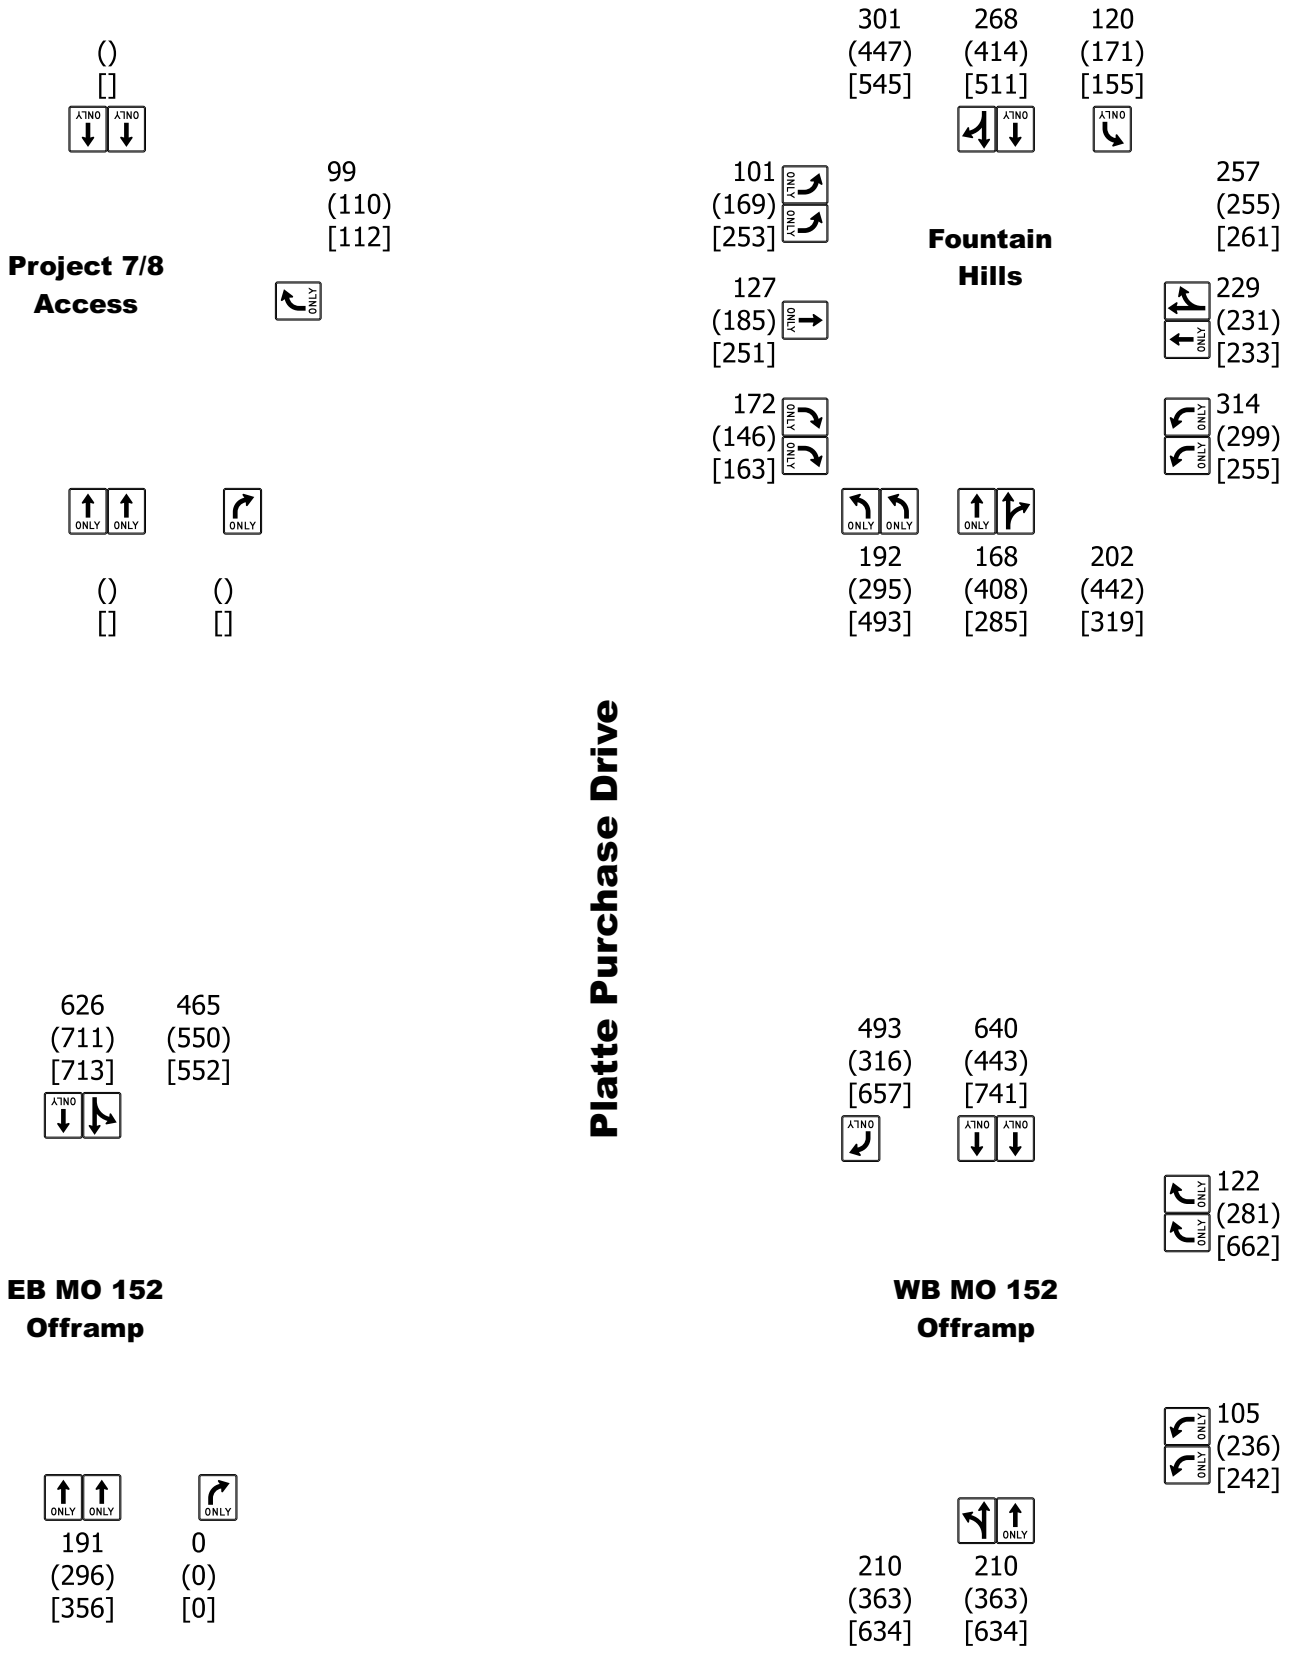 ()
[]
ONLY ONLY
99
(110)
[112]
Project 7/8
Access
ONLY
ONLY ONLY ONLY
() ()
[] []
301 268 120
(447) (414) (171)
[545] [511] [155]
ONLY ONLY
101
(169)
[253]
ONLY
ONLY
Fountain
Hills
257
(255)
[261]
127
(185)
[251]
ONLY
229
(231)
[233]
ONLY
172
(146)
[163]
ONLY
ONLY
314
(299)
[255]
ONLY
ONLY
ONLY ONLY ONLY
192 168 202
(295) (408) (442)
[493] [285] [319]
Platte Purchase Drive
626 465
(711) (550)
[713] [552]
ONLY
EB MO 152
Offramp
ONLY ONLY ONLY
191 0
(296) (0)
[356] [0]
493 640
(316) (443)
[657] [741]
ONLY ONLY ONLY
122
(281)
[662]
ONLY
ONLY
WB MO 152
Offramp
105
(236)
[242]
ONLY
ONLY
ONLY
210 210
(363) (363)
[634] [634]